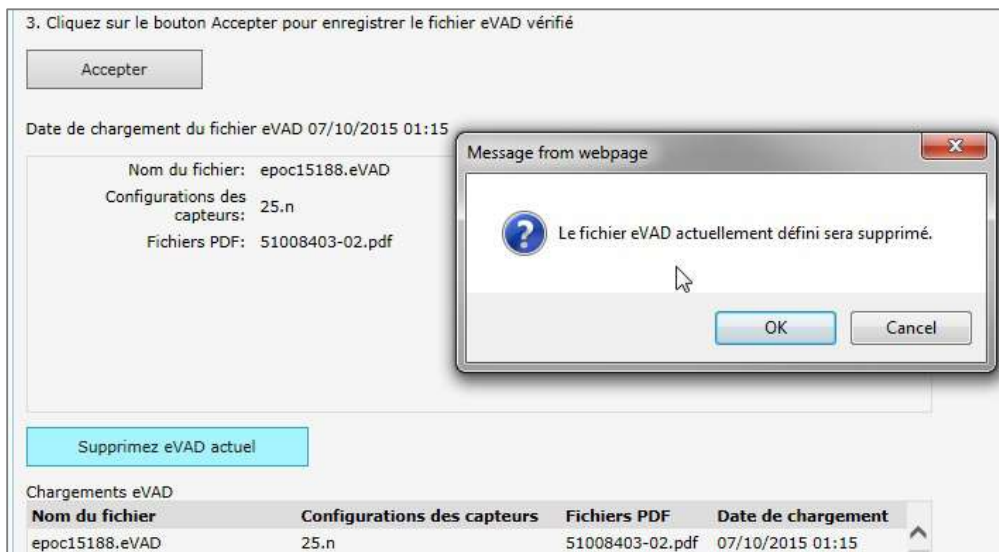 3. Cliquez sur le bouton Accepter pour enregistrer le fichier eVAD vérifié
Accepter
Date de chargement du fichier eVAD 07/10/2015 01:15
Nom du fichier: epoc15188.eVAD
Configurations des
capteurs: 25.n
Fichiers PDF: 51008403-02.pdf
Message from webpage
Le fichier eVAD actuellement défini sera supprimé.
OK Cancel
Supprimez eVAD actuel
Chargements eVAD
Nom du fichier Configurations des capteurs Fichiers PDF Date de chargement
epoc15188.eVAD 25.n 51008403-02.pdf 07/10/2015 01:15